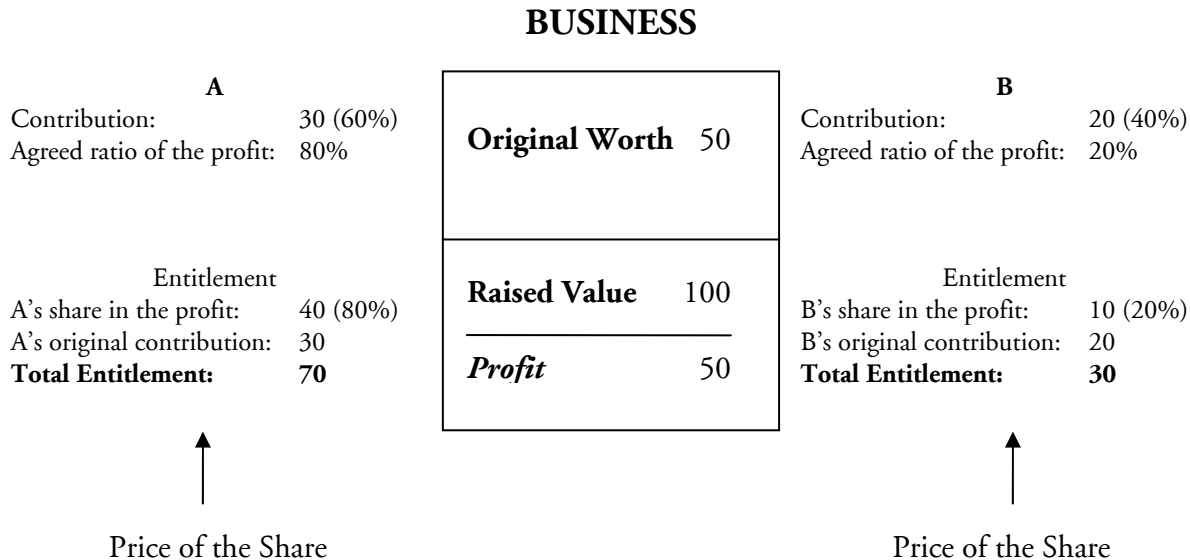 BUSINESS
A
Contribution: 30 (60%)
Agreed ratio of the profit: 80%
Original Worth 50
B
Contribution: 20 (40%)
Agreed ratio of the profit: 20%
Entitlement
A's share in the profit: 40 (80%)
A's original contribution: 30
Total Entitlement: 70
Raised Value 100
Profit 50
Entitlement
B's share in the profit: 10 (20%)
B's original contribution: 20
Total Entitlement: 30
Price of the Share
Price of the Share